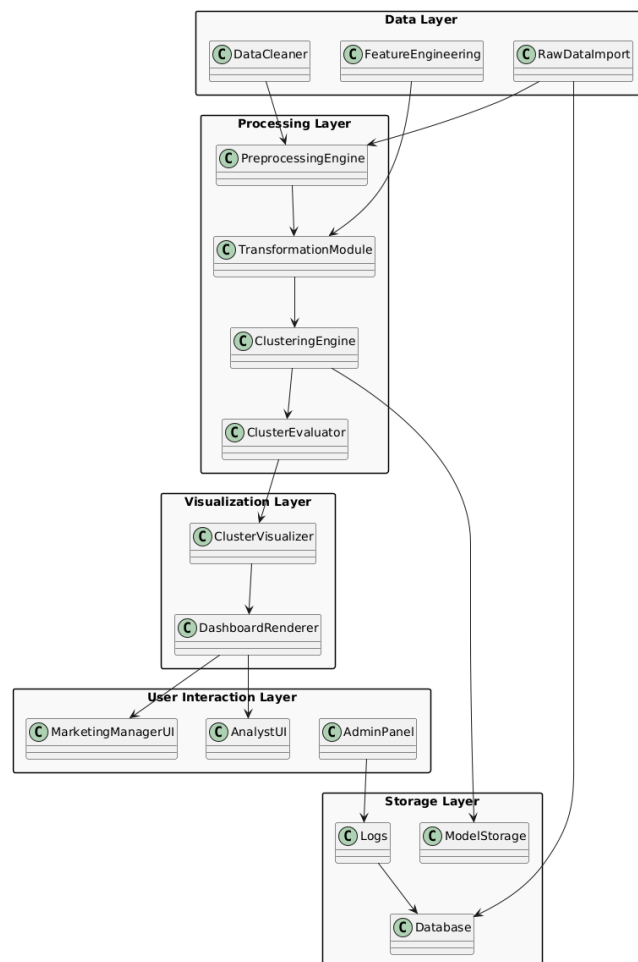 Data Layer
C DataCleaner
C FeatureEngineering
C RawDataImport
Processing Layer
C PreprocessingEngine
C TransformationModule
C ClusteringEngine
C ClusterEvaluator
Visualization Layer
C ClusterVisualizer
C DashboardRenderer
User Interaction Layer
C MarketingManagerUI
C AnalystUI
C AdminPanel
Storage Layer
C Logs
C ModelStorage
C Database